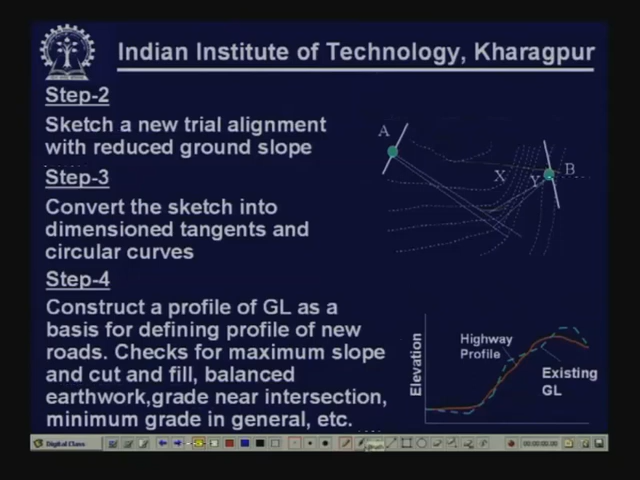 Indian Institute of Technology, Kharagpur
Step-2
Sketch a new trial alignment
with reduced ground slope
Step-3
Convert the sketch into
dimensioned tangents and
circular curves
Step-4
Construct a profile of GL as a
basis for defining profile of new
roads. Checks for maximum slope
and cut and fill, balanced
earthwork,grade near intersection,
minimum grade in general, etc.
A
X
Y
B
Elevation
Highway
Profile
Existing
GL
Digital Class